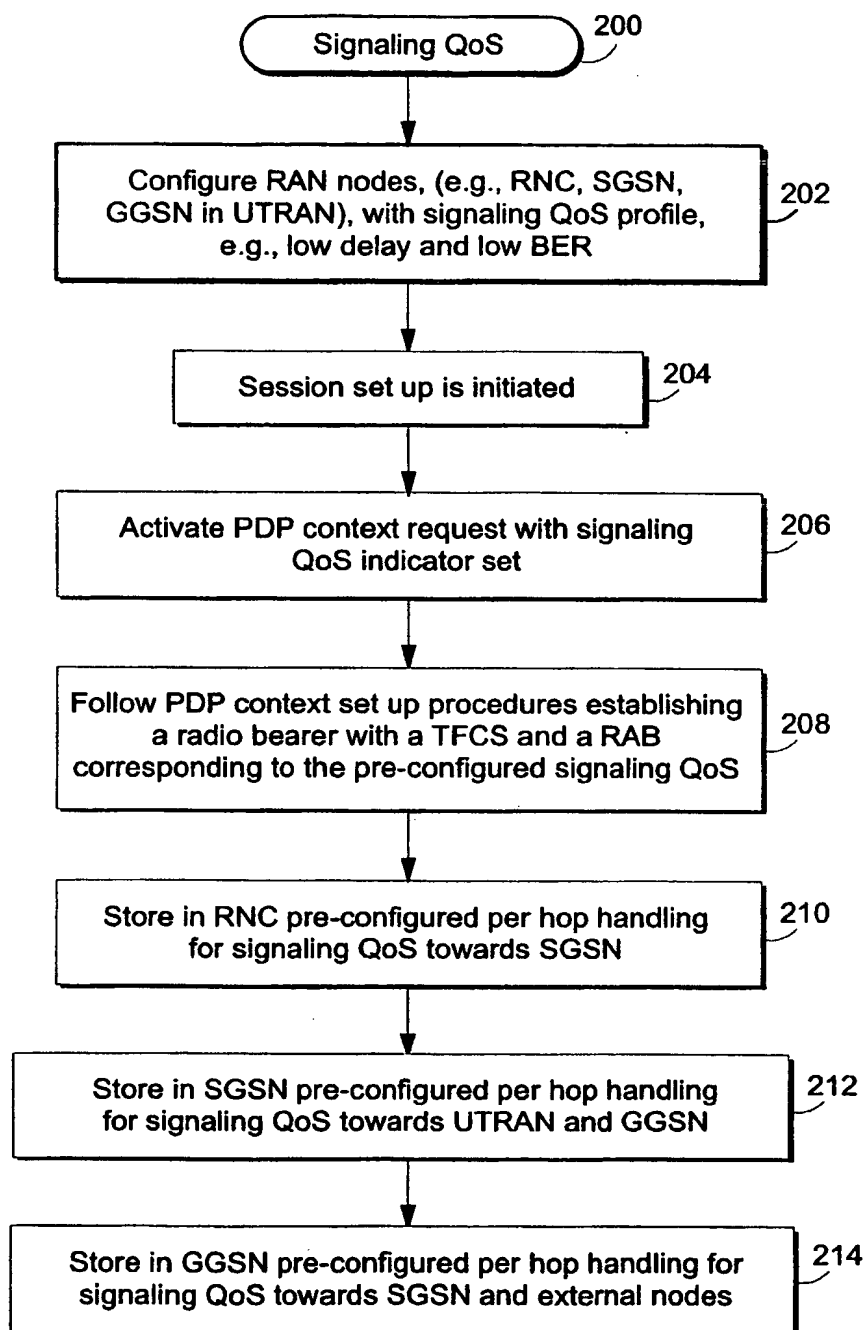 Signaling QoS
200
Configure RAN nodes, (e.g., RNC, SGSN,
GGSN in UTRAN), with signaling QoS profile,
e.g., low delay and low BER
202
Session set up is initiated
204
Activate PDP context request with signaling
QoS indicator set
206
Follow PDP context set up procedures establishing
a radio bearer with a TFCS and a RAB
corresponding to the pre-configured signaling QoS
208
Store in RNC pre-configured per hop handling
for signaling QoS towards SGSN
210
Store in SGSN pre-configured per hop handling
for signaling QoS towards UTRAN and GGSN
212
Store in GGSN pre-configured per hop handling for
signaling QoS towards SGSN and external nodes
214